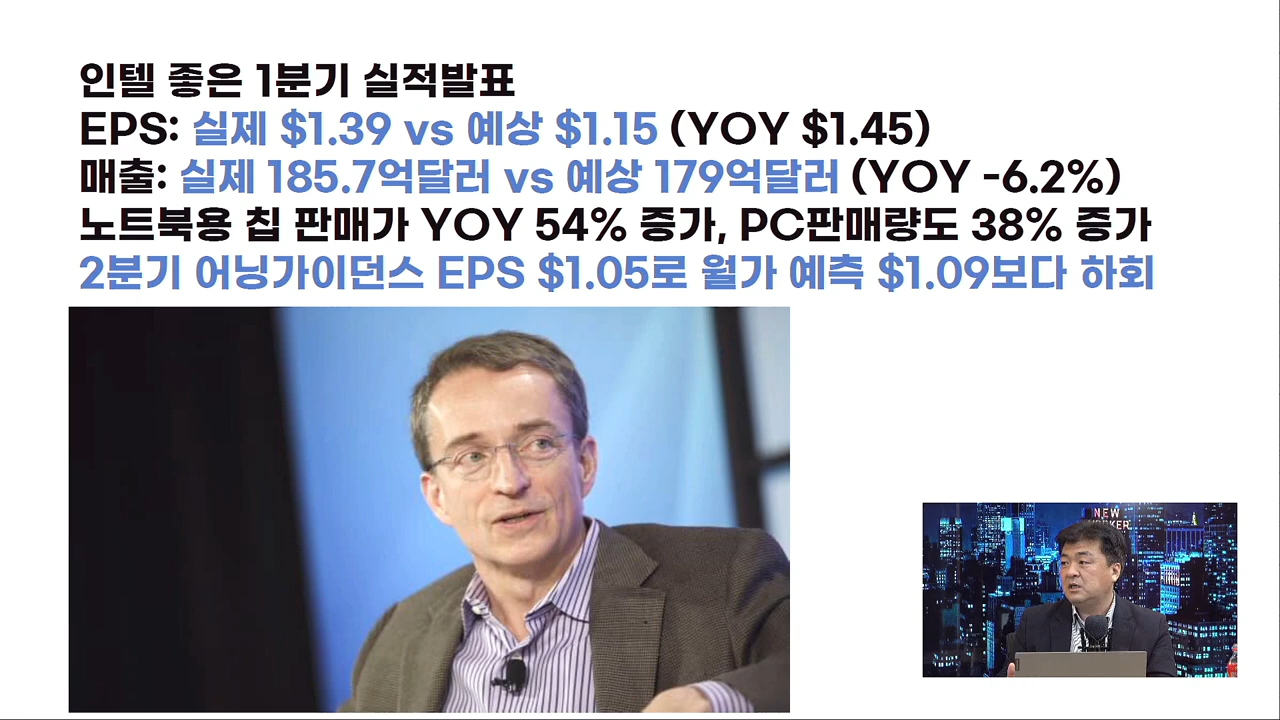 인텔 좋은 1분기 실적발표
EPS: 실제 $1.39 vs 예상 $1.15 (YOY $1.45)
매출: 실제 185.7억달러 vs 예상 179억달러 (YOY -6.2%)
노트북용 칩 판매가 YOY 54% 증가, PC판매량도 38% 증가
2분기 어닝가이던스 EPS $1.05로 월가 예측 $1.09보다 하회
NEW
YORKER